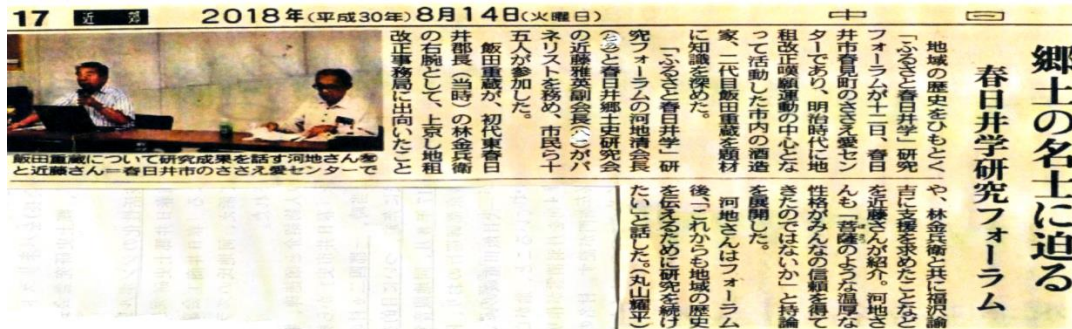 17 近郊 2018年(平成30年)8月14日(火曜日) 中日
郷土の名士に迫る
春日井学研究フォーラム
地域の歴史をひもとく
「ふるさと春日井学」研究
フォーラムが十二日、春日
井市春見町のささえ愛セン
ターであり、明治時代に地
租改正嘆願運動の中心とな
って活動した市内の酒造
家、二代目飯田重蔵を題材
に知識を深めた。
「ふるさと春日井学」研
究フォーラムの河地清会長
と春日井郷土史研究会
の近藤雅英副会長がパ
ネリストを務め、市民ら十
五人が参加した。
飯田重蔵が、初代東春日
井郡長(当時)の林金兵衛
の右腕として、上京し地租
改正事務局に出向いたこと
や、林金兵衛と共に福沢諭
吉に支援を求めたことなど
を近藤さんが紹介。河地さ
んも「菩薩のような温厚な
性格がみんなの信頼を得て
きたのではないか」と持論
を展開した。
河地さんはフォーラム
後、「これからも地域の歴史
を伝えるために研究を続け
たい」と話した。(丸山耀平)
飯田重蔵について研究成果を話す河地さん㊧
と近藤さん=春日井市のささえ愛センターで